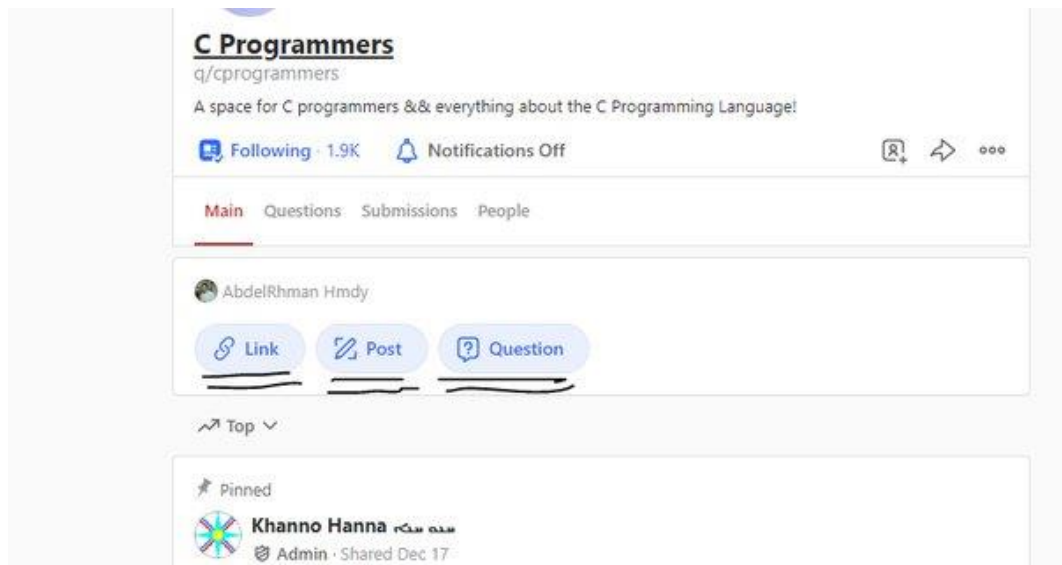 C Programmers
q/cprogrammers
A space for C programmers && everything about the C Programming Language!
Following · 1.9K Notifications Off
Main Questions Submissions People
AbdelRhman Hmdy
Link Post Question
Top
Pinned
Khanno Hanna
Admin · Shared Dec 17